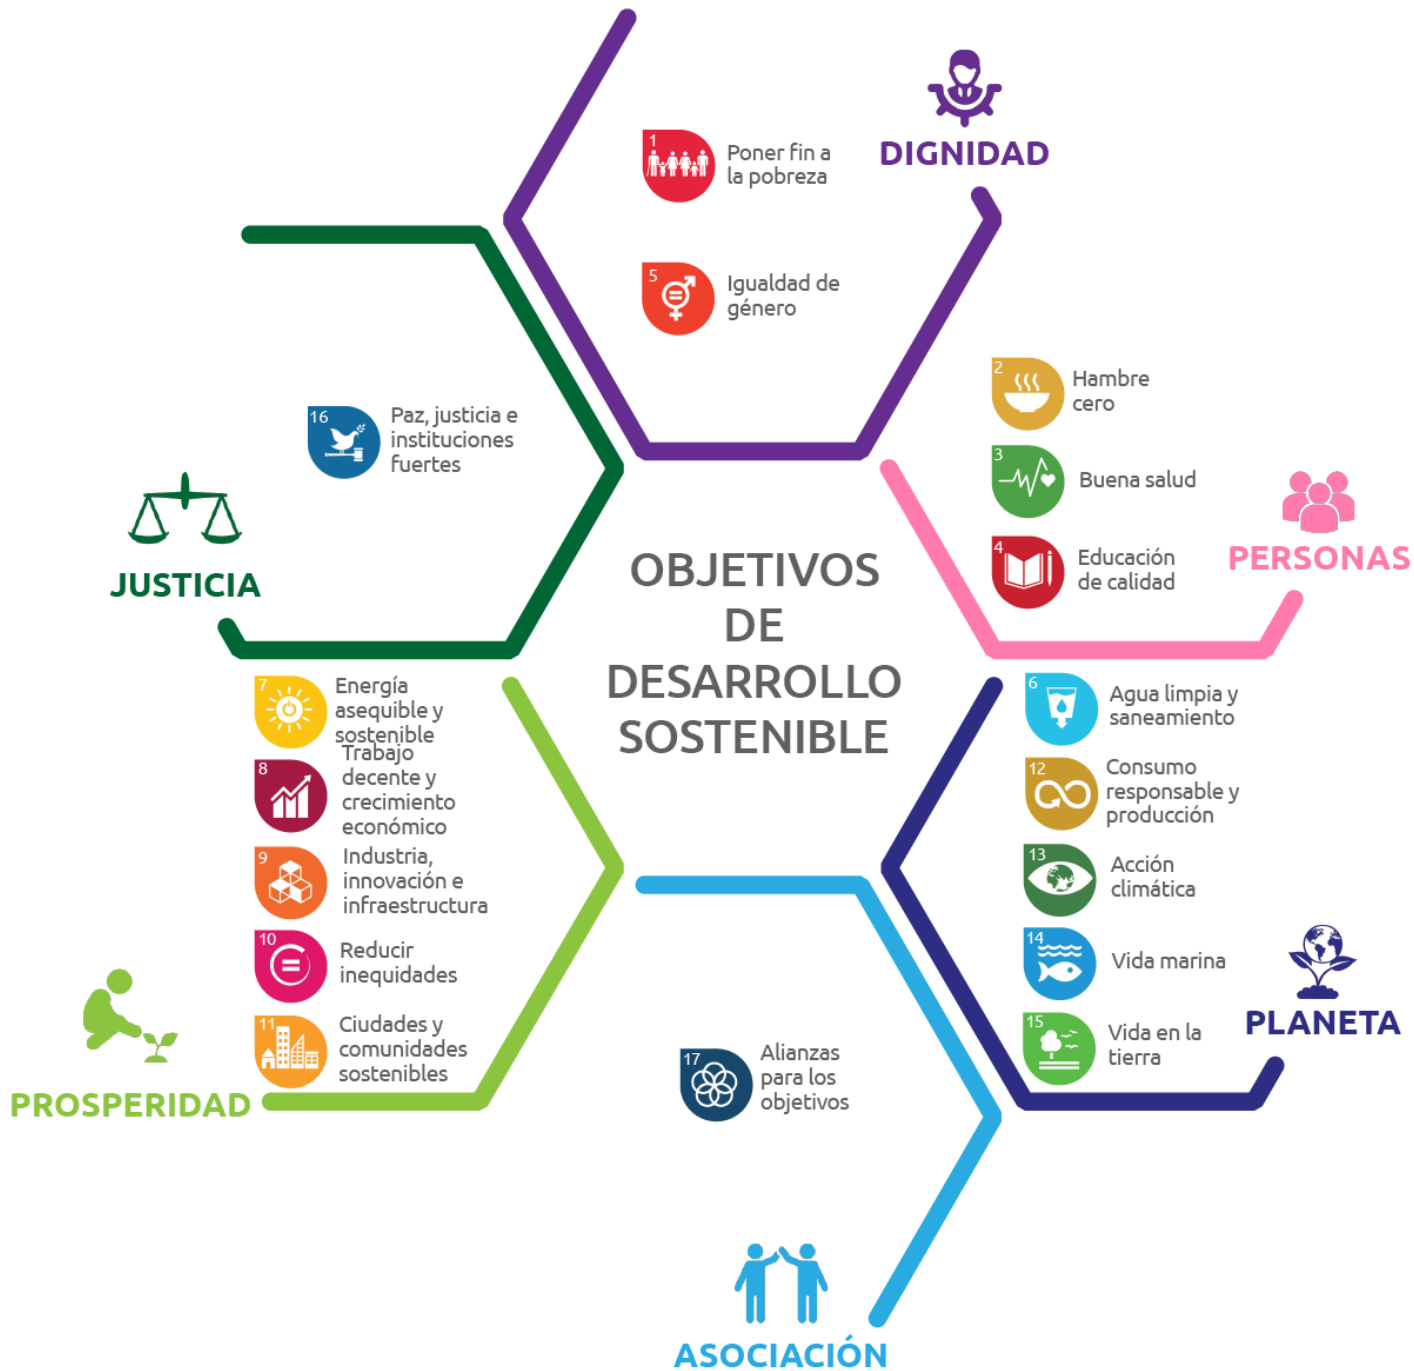 DIGNIDAD
1
Poner fin a
la pobreza
5
Igualdad de
género
2
Hambre
cero
3
Buena salud
4
Educación
de calidad
PERSONAS
16
Paz, justicia e
instituciones
fuertes
JUSTICIA
OBJETIVOS
DE
DESARROLLO
SOSTENIBLE
7
Energía
asequible y
sostenible
8
Trabajo
decente y
crecimiento
económico
9
Industria,
innovación e
infraestructura
10
Reducir
inequidades
11
Ciudades y
comunidades
sostenibles
PROSPERIDAD
6
Agua limpia y
saneamiento
12
Consumo
responsable y
producción
13
Acción
climática
14
Vida marina
15
Vida en la
tierra
PLANETA
17
Alianzas
para los
objetivos
ASOCIACIÓN